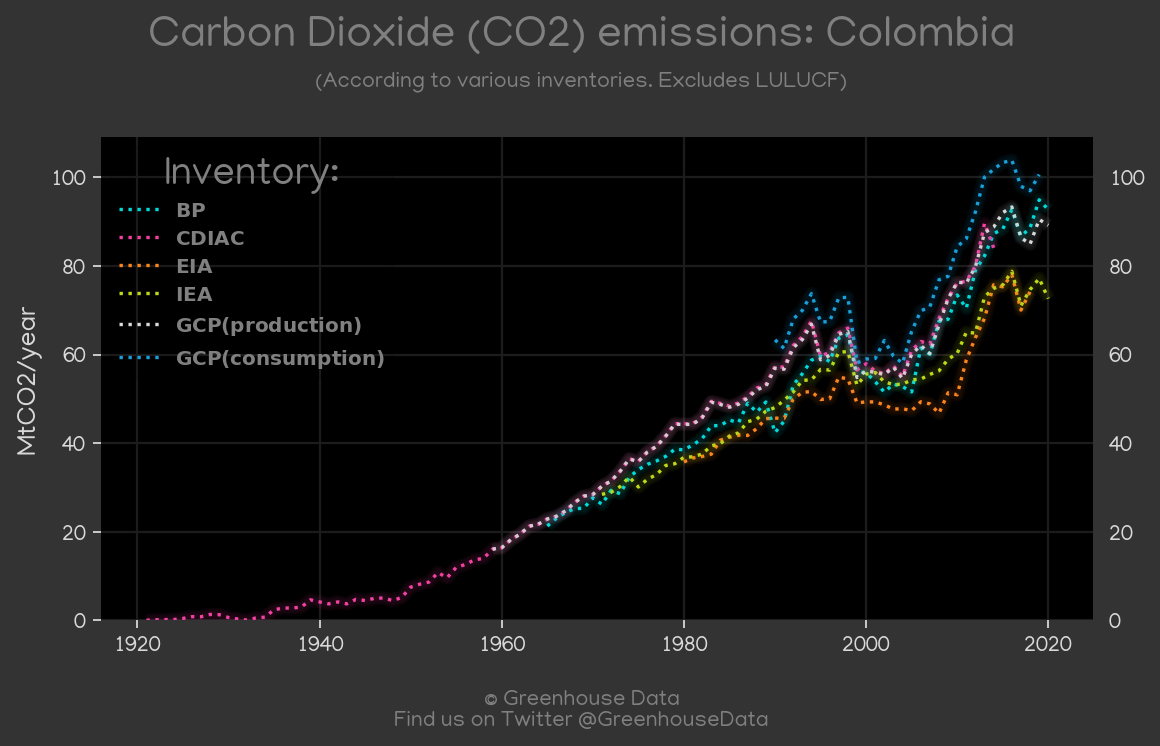 Carbon Dioxide (CO2) emissions: Colombia
(According to various inventories. Excludes LULUCF)
Inventory:
BP
CDIAC
EIA
IEA
GCP(production)
GCP(consumption)
MtCO2/year
100
80
60
40
20
0
100
80
60
40
20
0
1920 1940 1960 1980 2000 2020
© Greenhouse Data
Find us on Twitter @GreenhouseData